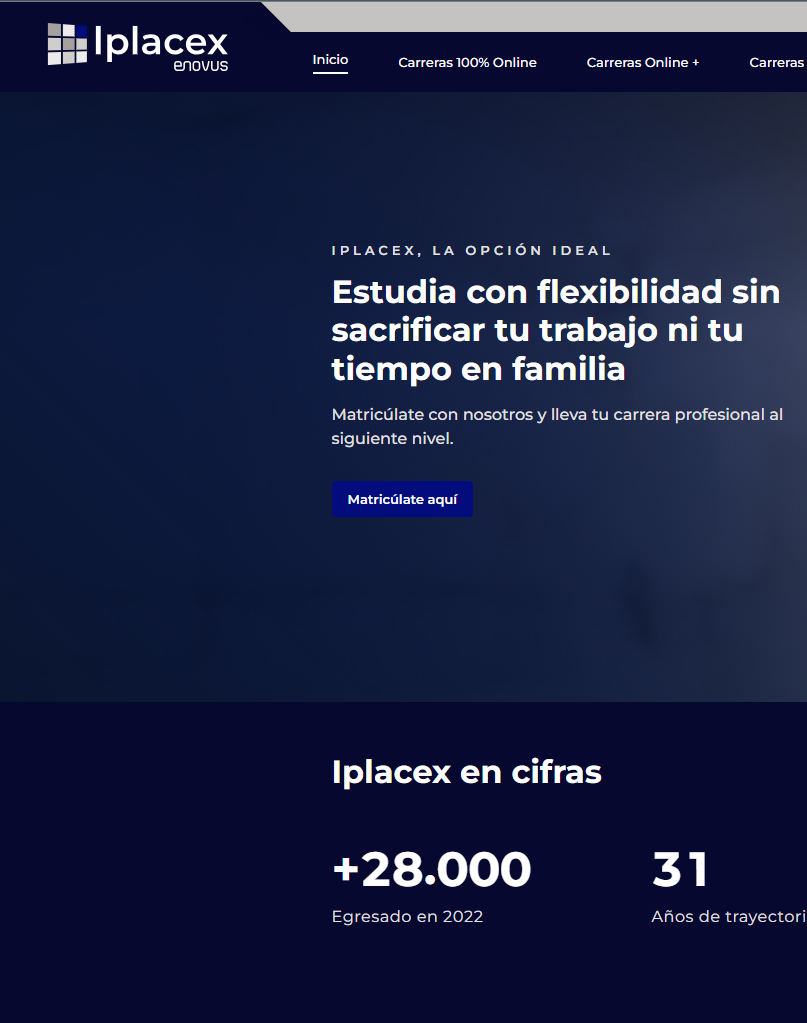 Iplacex
enovus
Inicio
Carreras 100% Online
Carreras Online +
Carreras
IPLACEX, LA OPCIÓN IDEAL
Estudia con flexibilidad sin
sacrificar tu trabajo ni tu
tiempo en familia
Matricúlate con nosotros y lleva tu carrera profesional al
siguiente nivel.
Matricúlate aquí
Iplacex en cifras
+28.000
31
Egresado en 2022
Años de trayectori